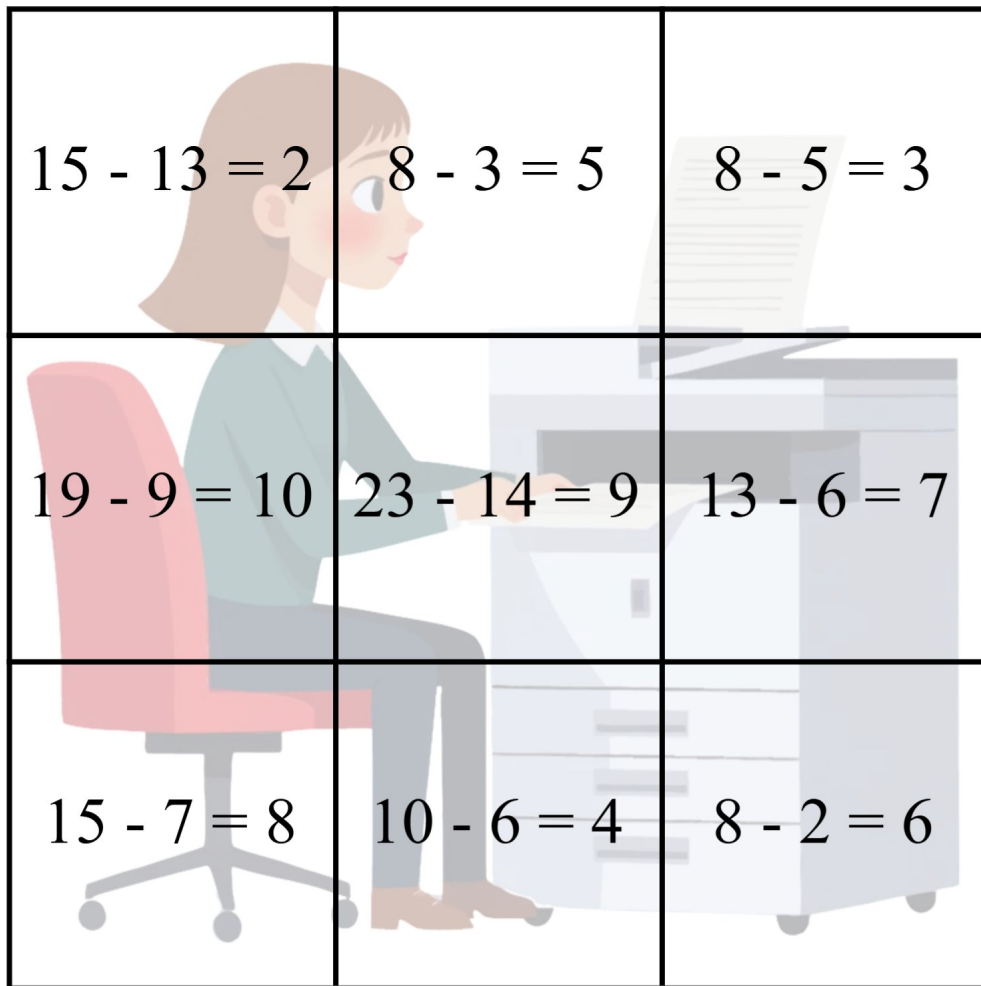 15 - 13 = 2
8 - 3 = 5
8 - 5 = 3
19 - 9 = 10
23 - 14 = 9
13 - 6 = 7
15 - 7 = 8
10 - 6 = 4
8 - 2 = 6